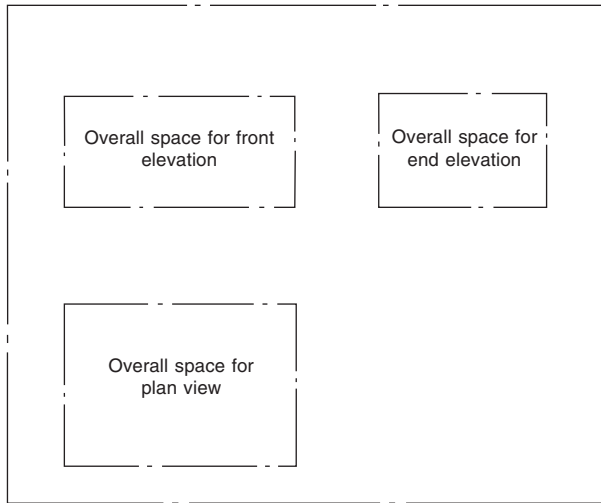 Overall space for front
elevation
Overall space for
end elevation
Overall space for
plan view